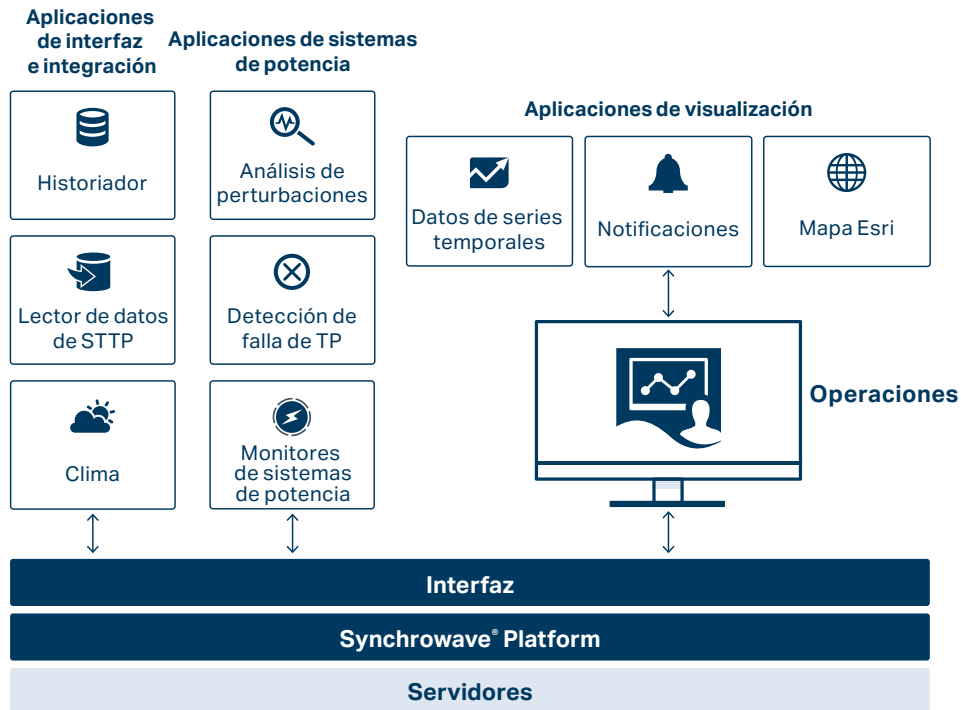 Aplicaciones
de interfaz
e integración
Historiador
Lector de datos
de STTP
Clima
Aplicaciones de sistemas
de potencia
Análisis de
perturbaciones
Detección de
falla de TP
Monitores
de sistemas
de potencia
Aplicaciones de visualización
Datos de series
temporales
Notificaciones
Mapa Esri
Operaciones
Interfaz
Synchrowave® Platform
Servidores